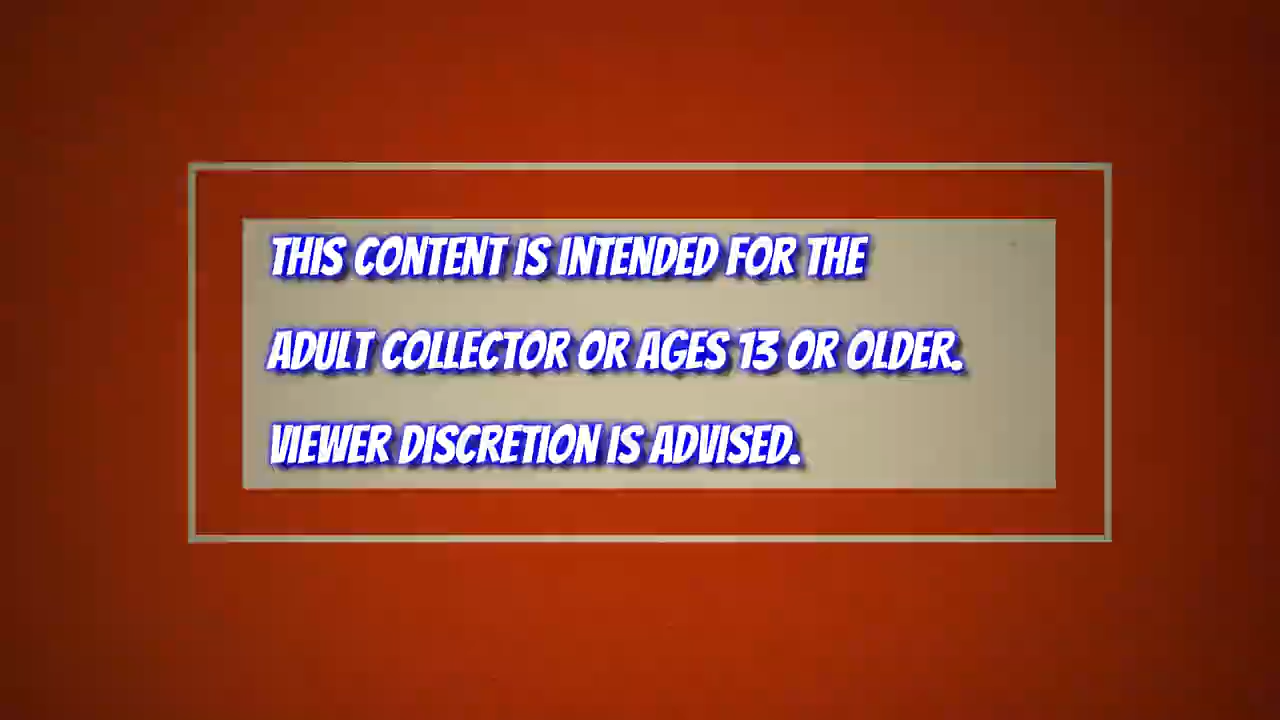 THIS CONTENT IS INTENDED FOR THE
ADULT COLLECTOR OR AGES 13 OR OLDER.
VIEWER DISCRETION IS ADVISED.